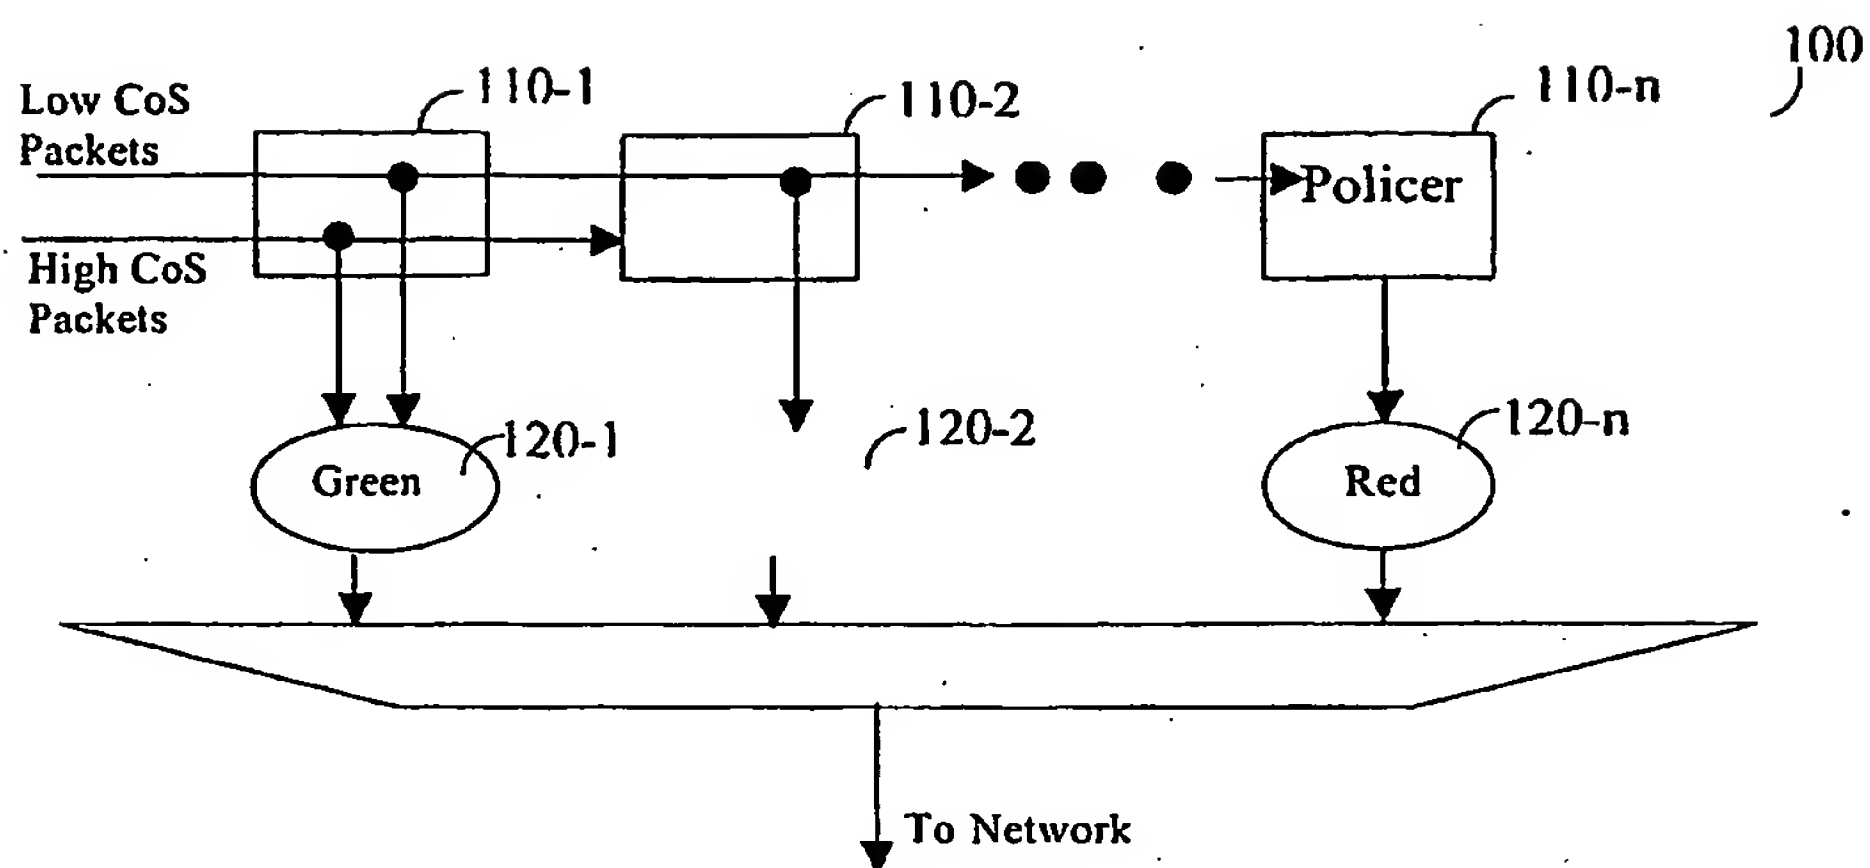 100
Low CoS
Packets
110-1
110-2
110-n
Policer
High CoS
Packets
120-1
120-2
120-n
Green
Red
To Network